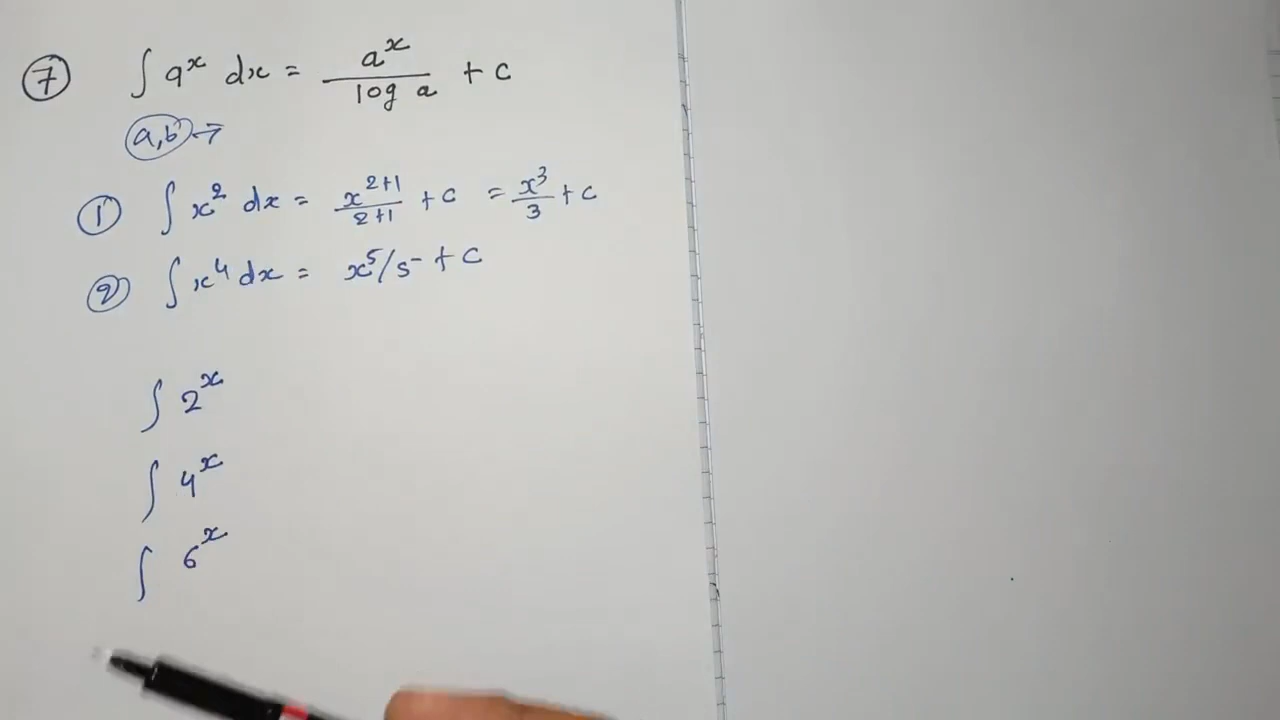 ⑦ ∫ a^x dx = a^x / log a + c
a, b →
① ∫ x^2 dx = x^(2+1) / 2+1 + c = x^3 / 3 + c
② ∫ x^4 dx = x^5/5 + c
∫ 2^x
∫ 4^x
∫ 6^x